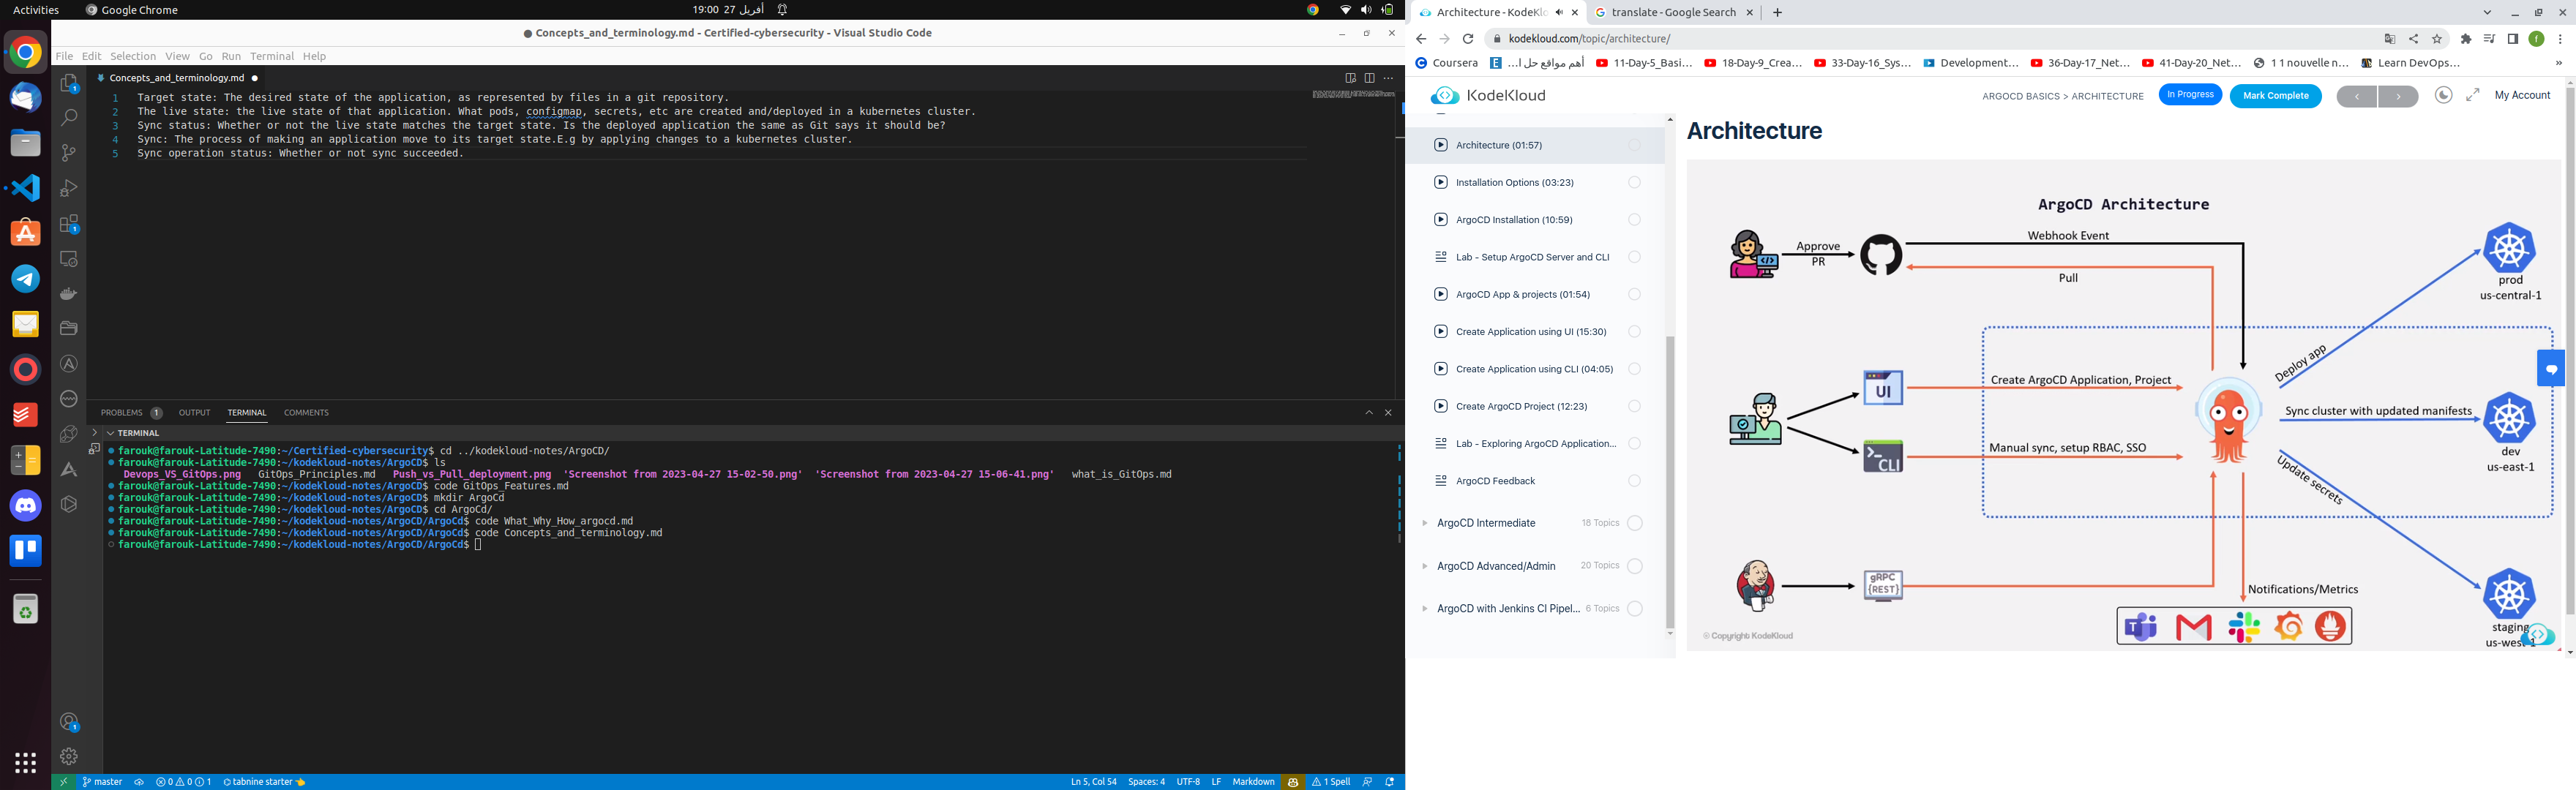 Activities
Google Chrome
19:00 27 أفريل
Concepts_and_terminology.md - Certified-cybersecurity - Visual Studio Code
File Edit Selection View Go Run Terminal Help
Concepts_and_terminology.md
1 Target state: The desired state of the application, as represented by files in a git repository.
2 The live state: the live state of that application. What pods, configmap, secrets, etc are created and/deployed in a kubernetes cluster.
3 Sync status: Whether or not the live state matches the target state. Is the deployed application the same as Git says it should be?
4 Sync: The process of making an application move to its target state.E.g by applying changes to a kubernetes cluster.
5 Sync operation status: Whether or not sync succeeded.
PROBLEMS 1 OUTPUT TERMINAL COMMENTS
TERMINAL
farouk@farouk-Latitude-7490:~/Certified-cybersecurity$ cd ../kodekloud-notes/ArgoCD/
farouk@farouk-Latitude-7490:~/kodekloud-notes/ArgoCD$ ls
Devops_VS_GitOps.png GitOps_Principles.md Push_vs_Pull_deployment.png 'Screenshot from 2023-04-27 15-02-50.png' 'Screenshot from 2023-04-27 15-06-41.png' what_is_GitOps.md
farouk@farouk-Latitude-7490:~/kodekloud-notes/ArgoCD$ code GitOps_Features.md
farouk@farouk-Latitude-7490:~/kodekloud-notes/ArgoCD$ mkdir ArgoCd
farouk@farouk-Latitude-7490:~/kodekloud-notes/ArgoCD$ cd ArgoCd/
farouk@farouk-Latitude-7490:~/kodekloud-notes/ArgoCD/ArgoCd$ code What_Why_How_argocd.md
farouk@farouk-Latitude-7490:~/kodekloud-notes/ArgoCD/ArgoCd$ code Concepts_and_terminology.md
farouk@farouk-Latitude-7490:~/kodekloud-notes/ArgoCD/ArgoCd$
master 0 0 1 tabnine starter
Ln 5, Col 54 Spaces: 4 UTF-8 LF Markdown 1 Spell
Architecture - KodeKlo
translate - Google Search
kodekloud.com/topic/architecture/
Coursera
أهم مواقع حل ا...
11-Day-5_Basi...
18-Day-9_Crea...
33-Day-16_Sys...
Development...
36-Day-17_Net...
41-Day-20_Net...
1 1 nouvelle n...
Learn DevOps...
KodeKloud
ARGOCD BASICS > ARCHITECTURE
In Progress
Mark Complete
My Account
Architecture (01:57)
Installation Options (03:23)
ArgoCD Installation (10:59)
Lab - Setup ArgoCD Server and CLI
ArgoCD App & projects (01:54)
Create Application using UI (15:30)
Create Application using CLI (04:05)
Create ArgoCD Project (12:23)
Lab - Exploring ArgoCD Application...
ArgoCD Feedback
ArgoCD Intermediate 18 Topics
ArgoCD Advanced/Admin 20 Topics
ArgoCD with Jenkins CI Pipel... 6 Topics
Architecture
ArgoCD Architecture
Approve
PR
Webhook Event
Pull
prod
us-central-1
Deploy app
UI
Create ArgoCD Application, Project
Sync cluster with updated manifests
CLI
Manual sync, setup RBAC, SSO
dev
us-east-1
Update secrets
gRPC
{REST}
Notifications/Metrics
staging
us-west-1
© Copyright KodeKloud